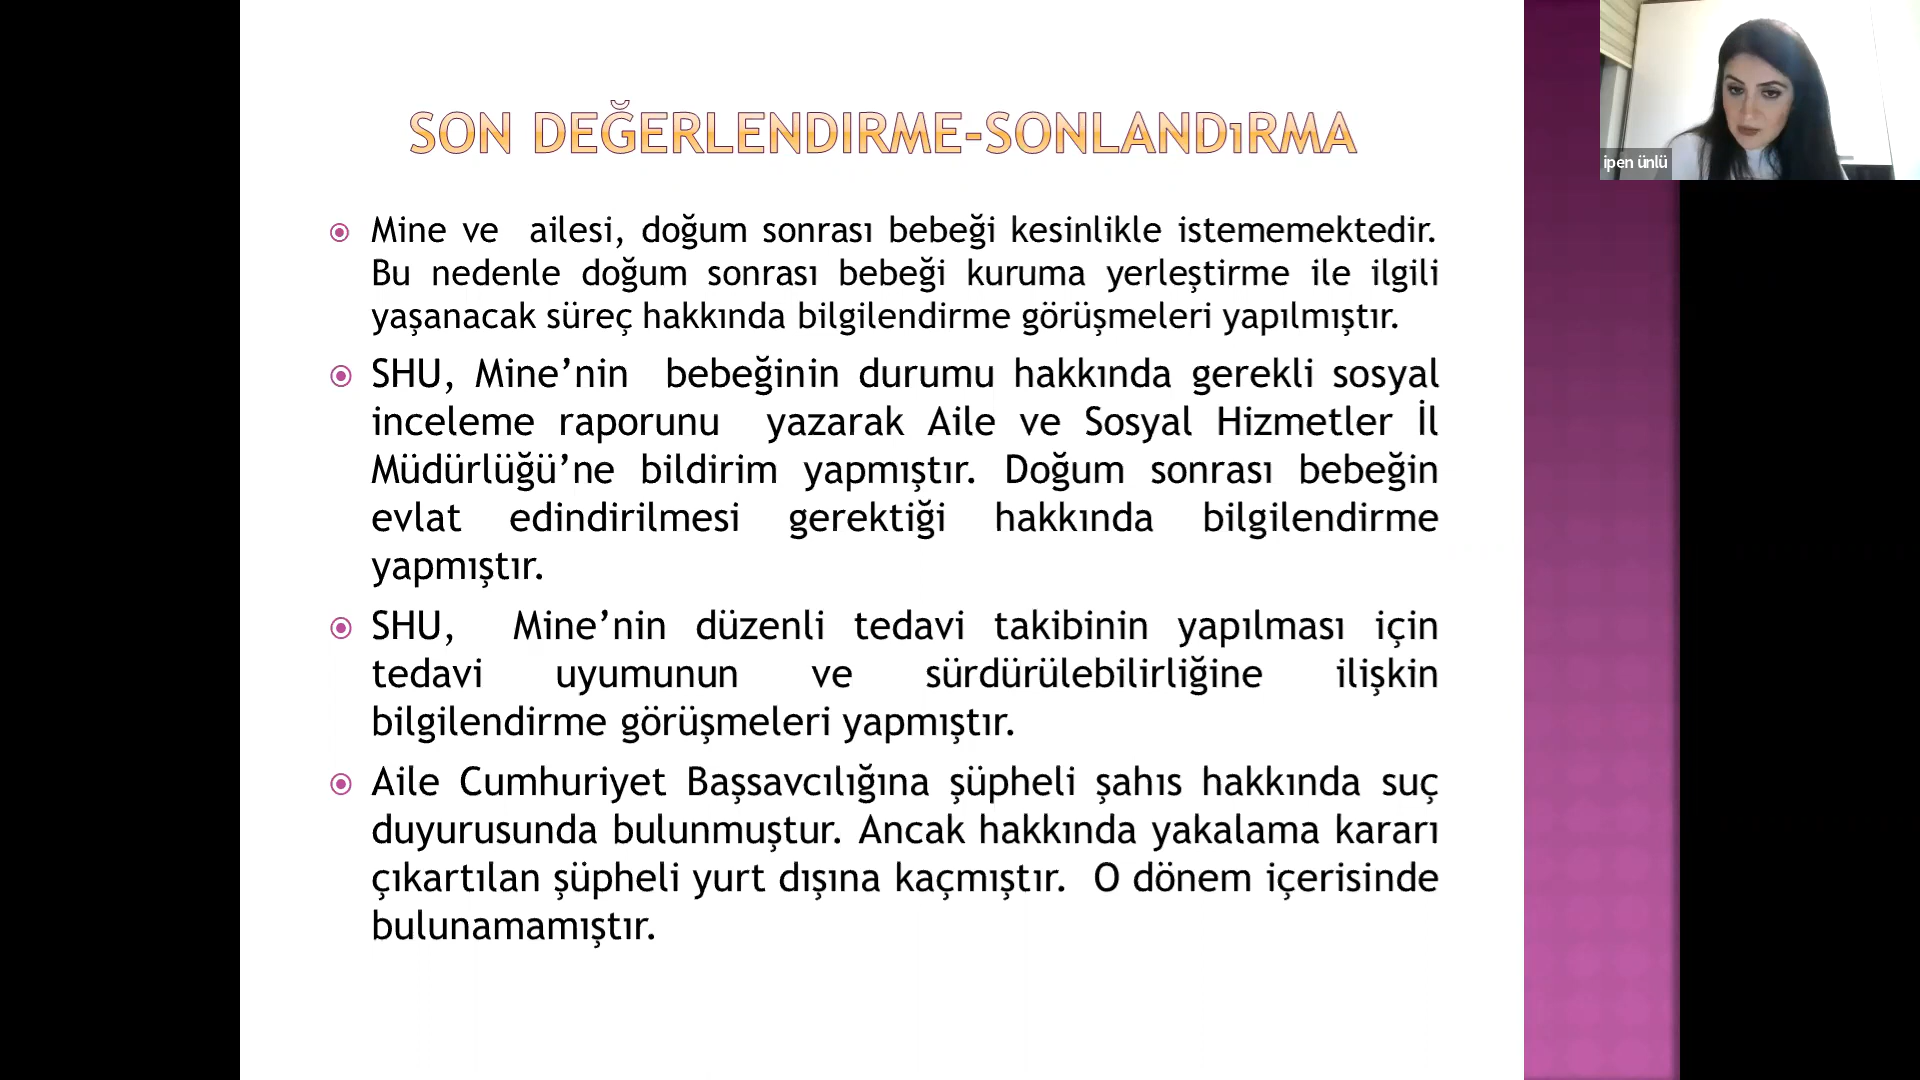 SON DEĞERLENDIRME-SONLANDıRMA
Mine ve ailesi, doğum sonrası bebeği kesinlikle istememektedir.
Bu nedenle doğum sonrası bebeği kuruma yerleştirme ile ilgili
yaşanacak süreç hakkında bilgilendirme görüşmeleri yapılmıştır.
SHU, Mine’nin bebeğinin durumu hakkında gerekli sosyal
inceleme raporunu yazarak Aile ve Sosyal Hizmetler İl
Müdürlüğü’ne bildirim yapmıştır. Doğum sonrası bebeğin
evlat edindirilmesi gerektiği hakkında bilgilendirme
yapmıştır.
SHU, Mine’nin düzenli tedavi takibinin yapılması için
tedavi uyumunun ve sürdürülebilirliğine ilişkin
bilgilendirme görüşmeleri yapmıştır.
Aile Cumhuriyet Başsavcılığına şüpheli şahıs hakkında suç
duyurusunda bulunmuştur. Ancak hakkında yakalama kararı
çıkartılan şüpheli yurt dışına kaçmıştır. O dönem içerisinde
bulunamamıştır.
ipen ünlü